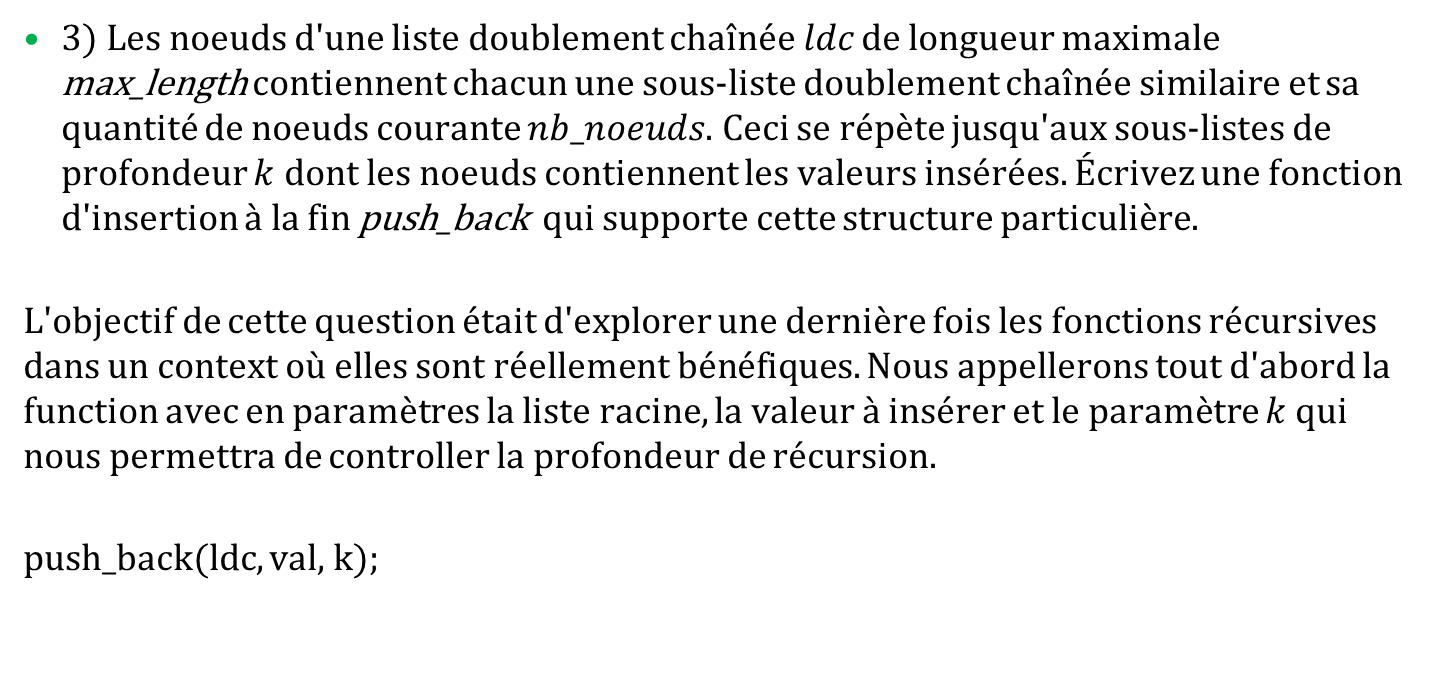 • 3) Les noeuds d'une liste doublement chaînée ldc de longueur maximale
max_length contiennent chacun une sous-liste doublement chaînée similaire et sa
quantité de noeuds courante nb_noeuds. Ceci se répète jusqu'aux sous-listes de
profondeur k dont les noeuds contiennent les valeurs insérées. Écrivez une fonction
d'insertion à la fin push_back qui supporte cette structure particulière.
L'objectif de cette question était d'explorer une dernière fois les fonctions récursives
dans un context où elles sont réellement bénéfiques. Nous appellerons tout d'abord la
function avec en paramètres la liste racine, la valeur à insérer et le paramètre k qui
nous permettra de controller la profondeur de récursion.
push_back(ldc, val, k);